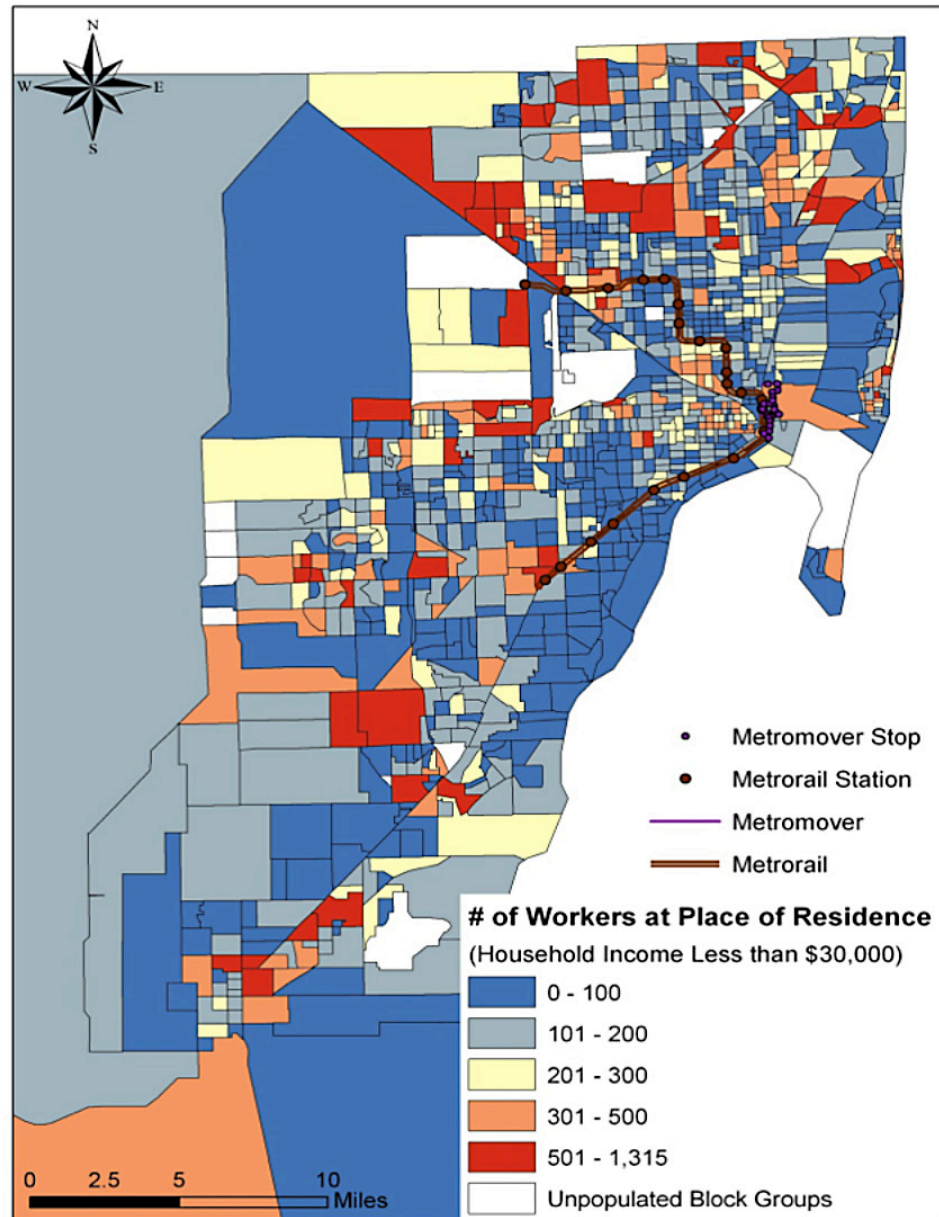 N
W E
S
Metromover Stop
Metrorail Station
Metromover
Metrorail
# of Workers at Place of Residence
(Household Income Less than $30,000)
0 - 100
101 - 200
201 - 300
301 - 500
501 - 1,315
Unpopulated Block Groups
0 2.5 5 10
Miles